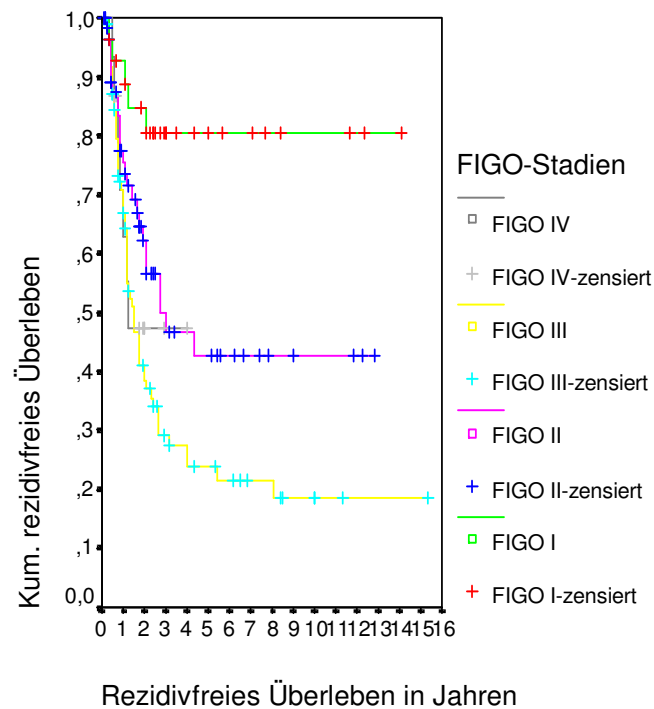 1,0
,9
,8
,7
,6
,5
,4
,3
,2
,1
0,0
Kum. rezidivfreies Überleben
0 1 2 3 4 5 6 7 8 9 10 11 12 13 14 15 16
Rezidivfreies Überleben in Jahren
FIGO-Stadien
FIGO IV
FIGO IV-zensiert
FIGO III
FIGO III-zensiert
FIGO II
FIGO II-zensiert
FIGO I
FIGO I-zensiert